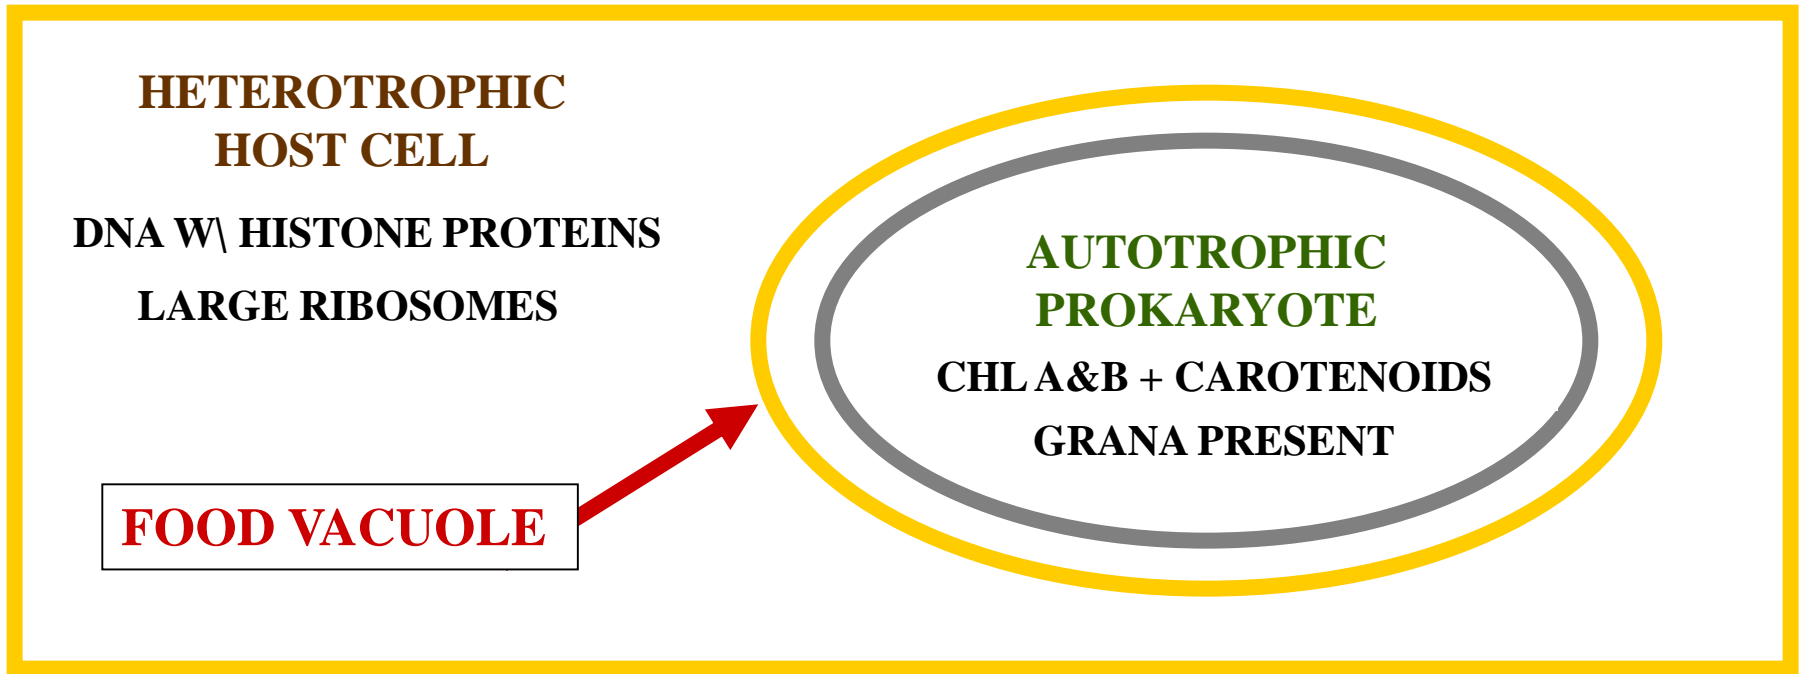 HETEROTROPHIC
HOST CELL
DNA W\ HISTONE PROTEINS
LARGE RIBOSOMES
FOOD VACUOLE
AUTOTROPHIC
PROKARYOTE
CHL A&B + CAROTENOIDS
GRANA PRESENT